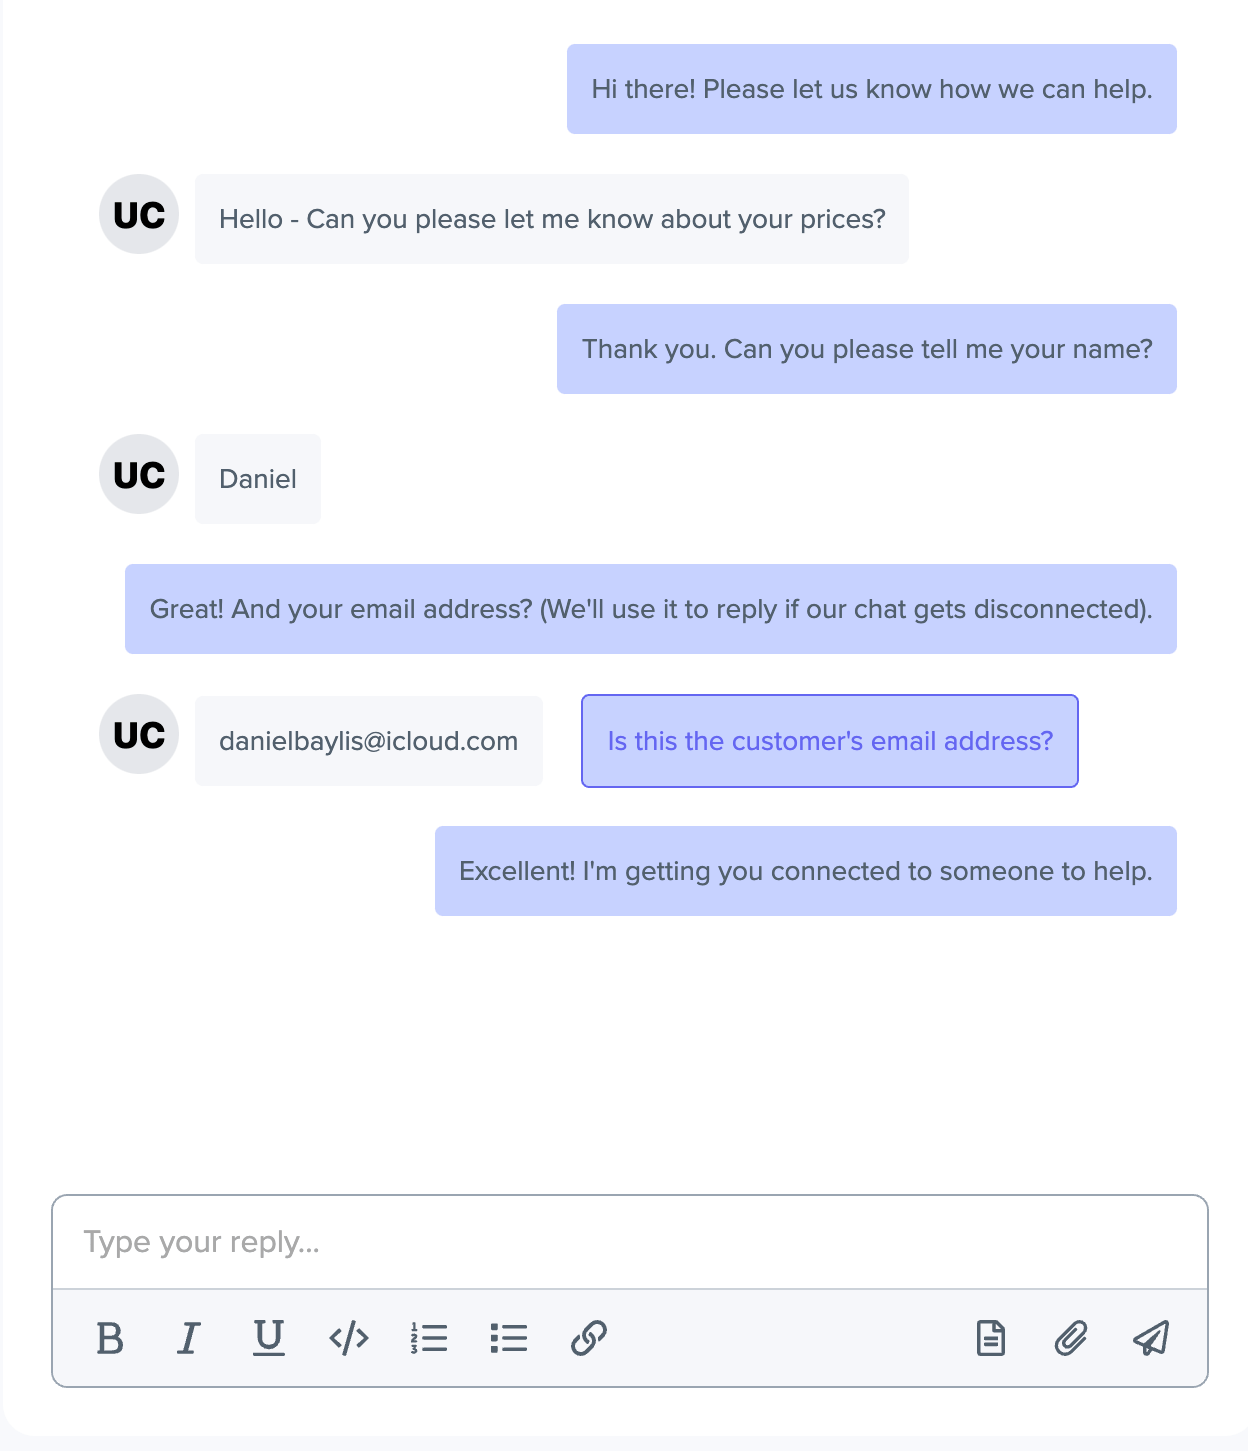 Hi there! Please let us know how we can help.
UC
Hello - Can you please let me know about your prices?
Thank you. Can you please tell me your name?
UC
Daniel
Great! And your email address? (We'll use it to reply if our chat gets disconnected).
UC
danielbaylis@icloud.com
Is this the customer's email address?
Excellent! I'm getting you connected to someone to help.
Type your reply...
B I U </>